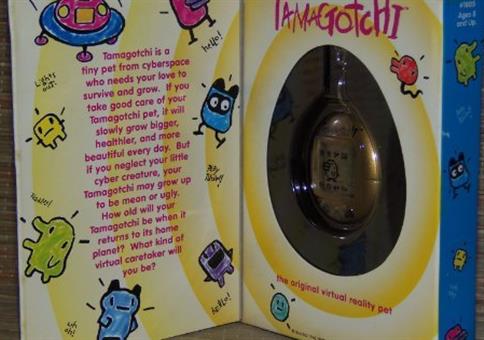 hello!
Lights out!
Tamagotchi is a
tiny pet from cyberspace
who needs your love to
survive and grow. If you
take good care of your
Tamagotchi pet, it will
slowly grow bigger,
healthier, and more
beautiful every day. But
if you neglect your little
cyber creature, your
Tamagotchi may grow up
to be mean or ugly.
How old will your
Tamagotchi be when it
returns to its home
planet? What kind of
virtual caretaker will
you be?
hello!
uh
oh!
TAMAGOTCHI
Ages 8
and Up.
the original virtual reality pet